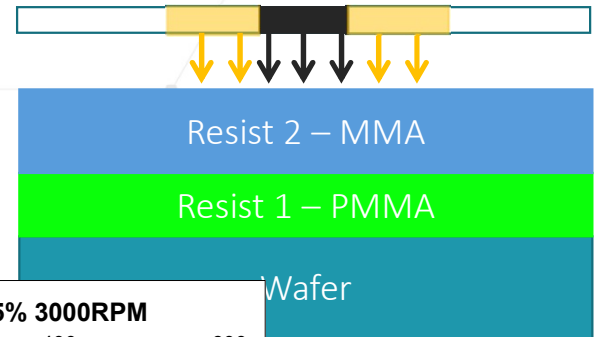 Resist 2 – MMA
Resist 1 – PMMA
Wafer
5% 3000RPM